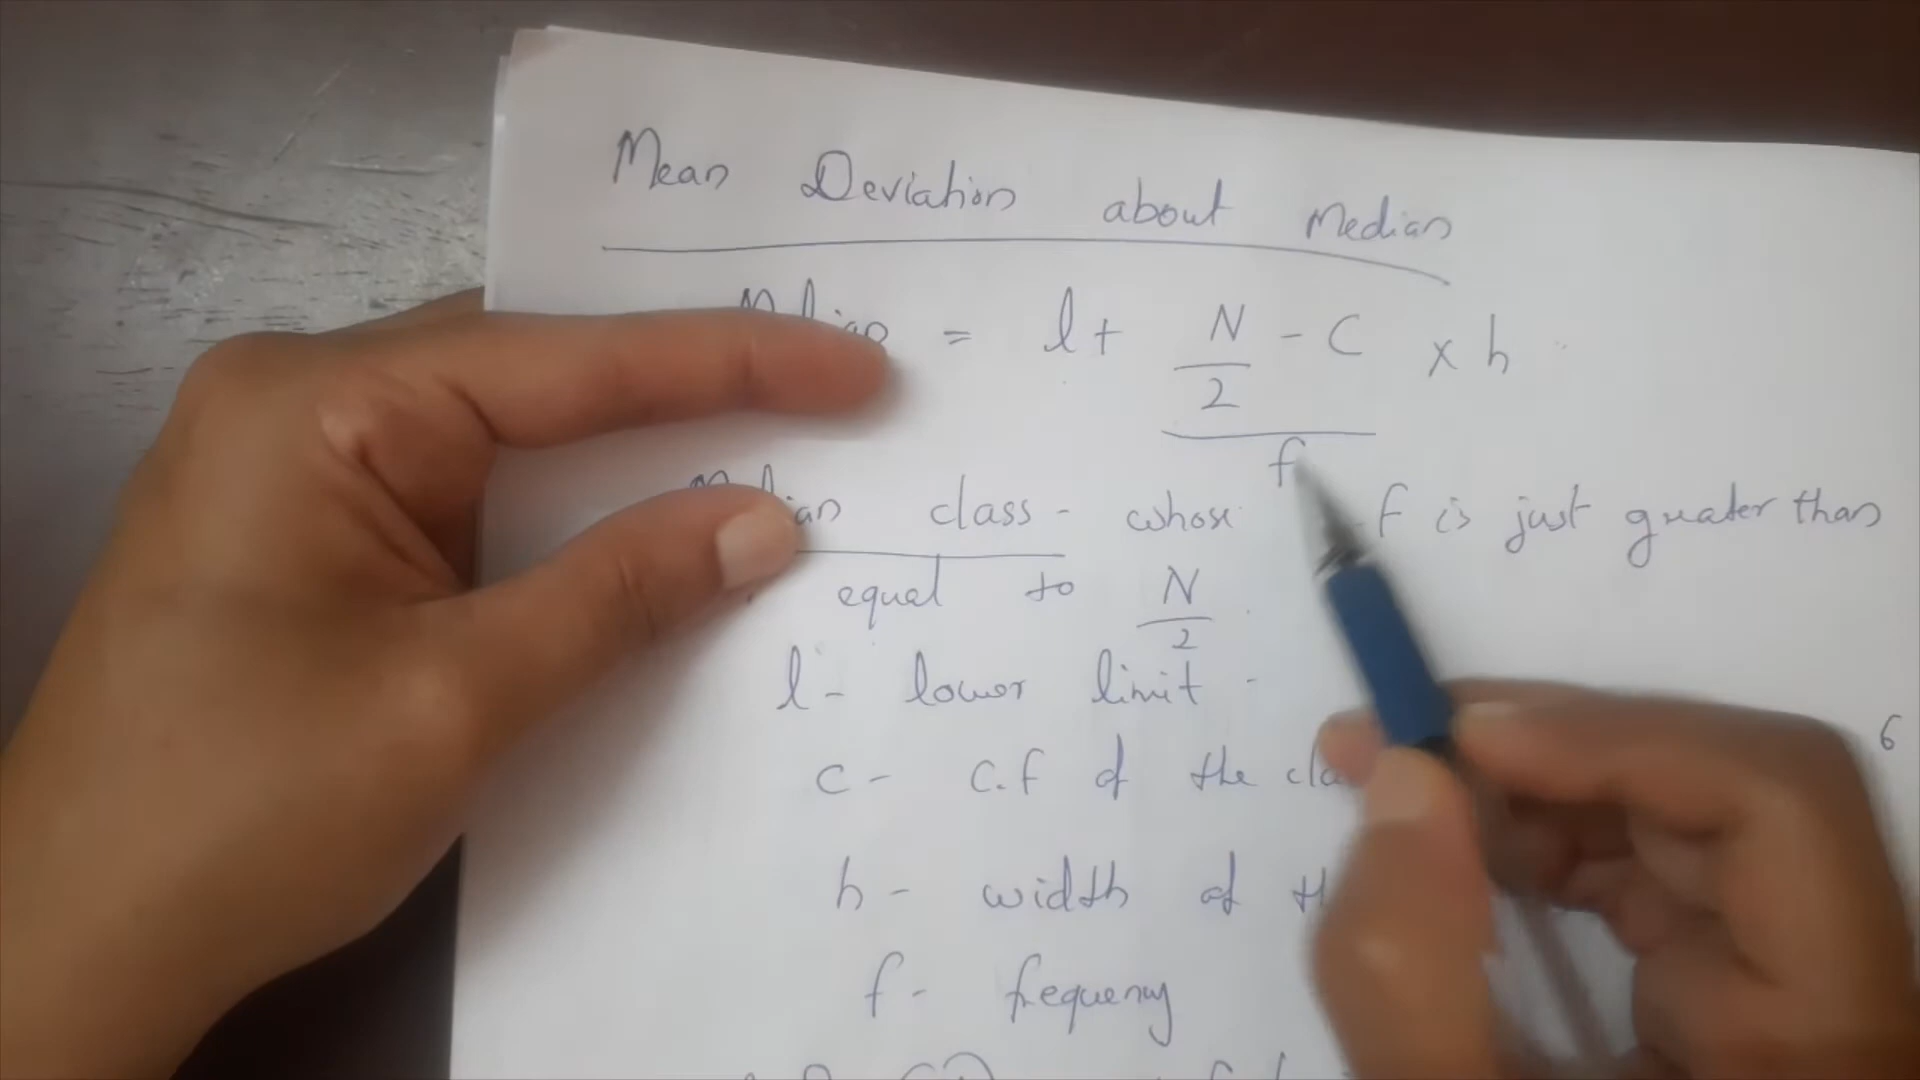 Mean Deviation about Median
= l + N/2 - C / f x h
class - whose f is just greater than
equal to N/2
l - lower limit -
c - c.f of the
6
h - width of
f - frequency